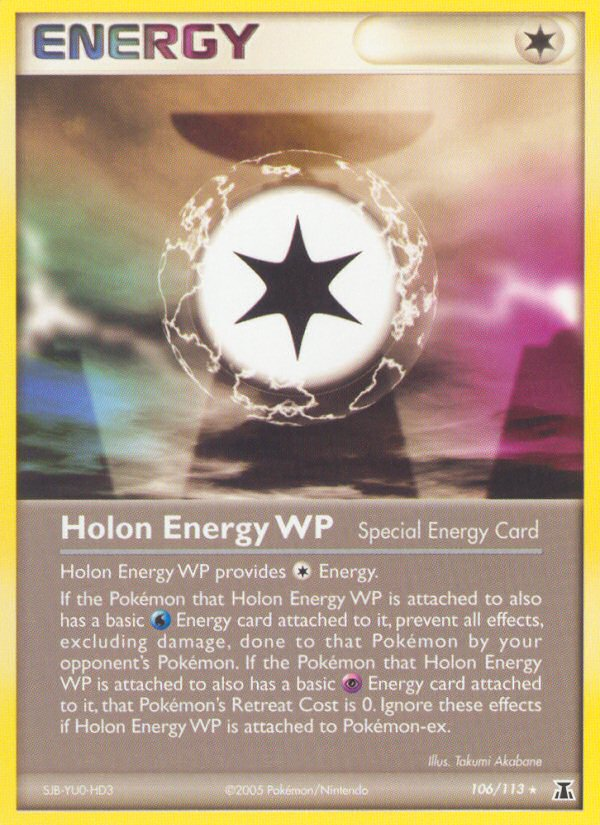 ENERGY
Holon Energy WP Special Energy Card
Holon Energy WP provides Energy.
If the Pokémon that Holon Energy WP is attached to also
has a basic Energy card attached to it, prevent all effects,
excluding damage, done to that Pokémon by your
opponent's Pokémon. If the Pokémon that Holon Energy
WP is attached to also has a basic Energy card attached
to it, that Pokémon's Retreat Cost is 0. Ignore these effects
if Holon Energy WP is attached to Pokémon-ex.
Illus. Takumi Akabane
SJB-YU0-HD3 ©2005 Pokémon/Nintendo 106/113 ★